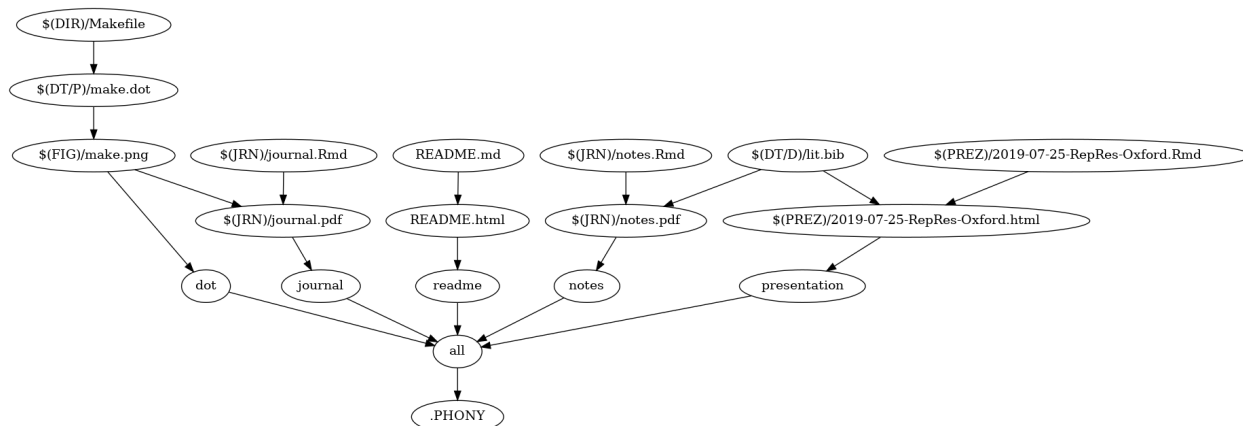 $(DIR)/Makefile
$(DT/P)/make.dot
$(FIG)/make.png
$(JRN)/journal.Rmd
README.md
$(JRN)/notes.Rmd
$(DT/D)/lit.bib
$(PREZ)/2019-07-25-RepRes-Oxford.Rmd
$(JRN)/journal.pdf
README.html
$(JRN)/notes.pdf
$(PREZ)/2019-07-25-RepRes-Oxford.html
dot
journal
readme
notes
presentation
all
.PHONY